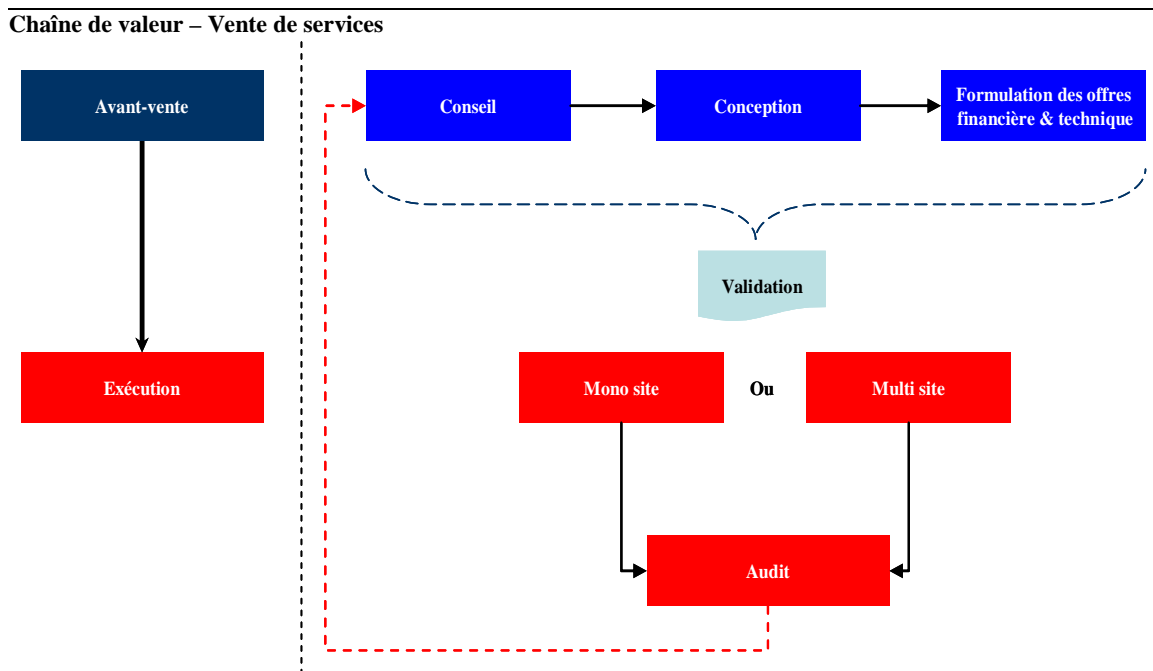 Chaîne de valeur – Vente de services
Avant-vente
Conseil
Conception
Formulation des offres
financière & technique
Validation
Exécution
Mono site
Ou
Multi site
Audit